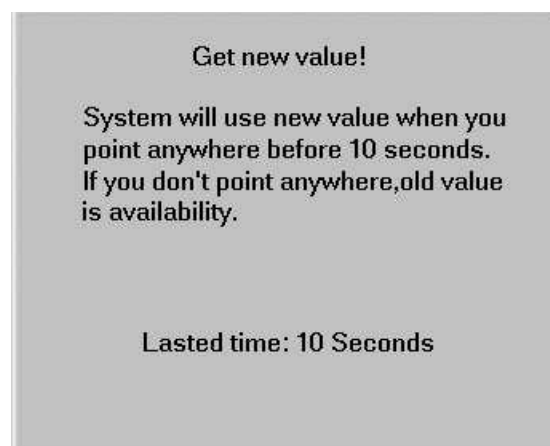 Get new value!
System will use new value when you
point anywhere before 10 seconds.
If you don't point anywhere,old value
is availability.
Lasted time: 10 Seconds